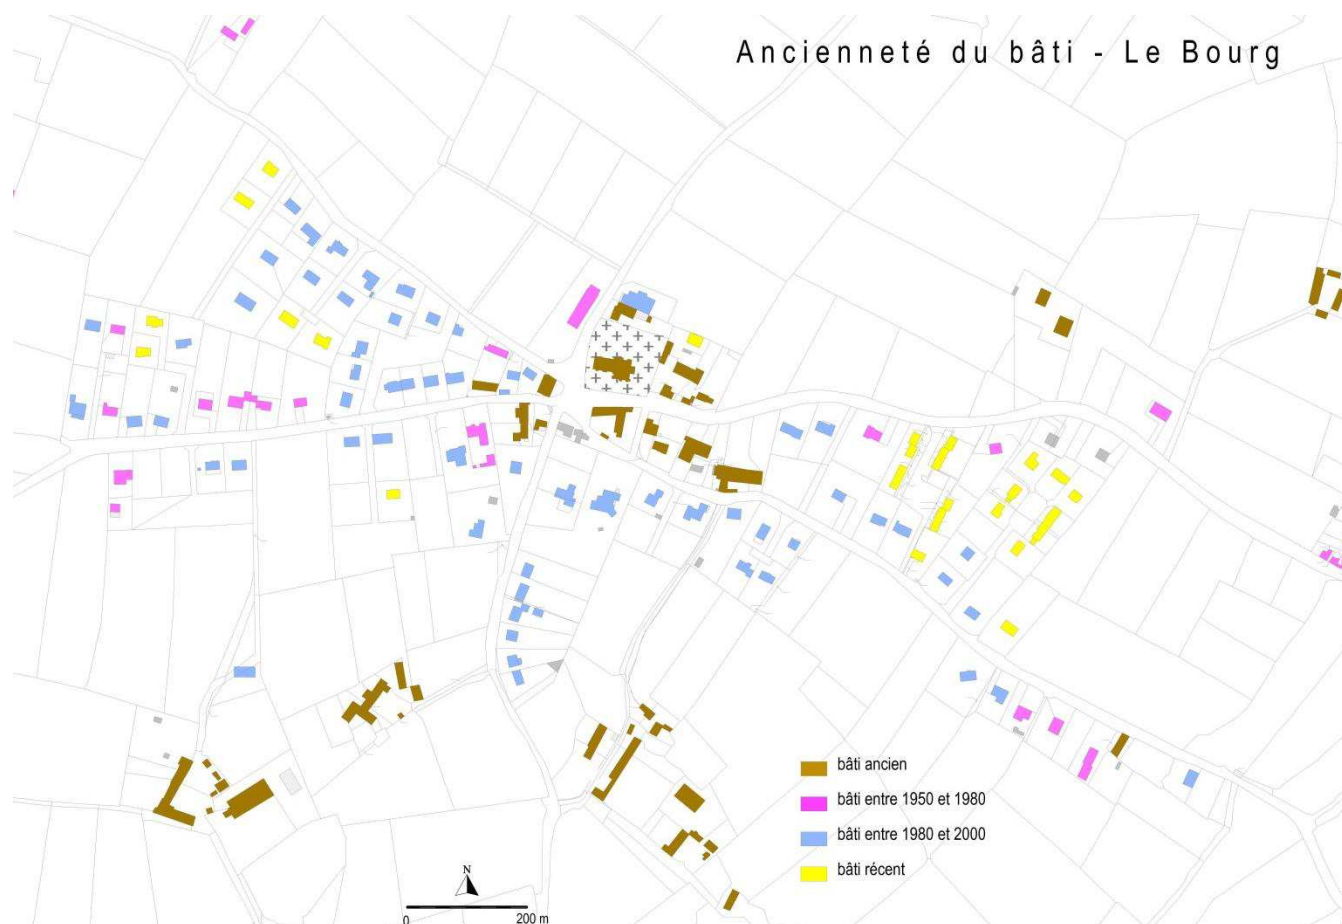 Ancienneté du bâti - Le Bourg
bâti ancien
bâti entre 1950 et 1980
bâti entre 1980 et 2000
bâti récent
N
0 200 m